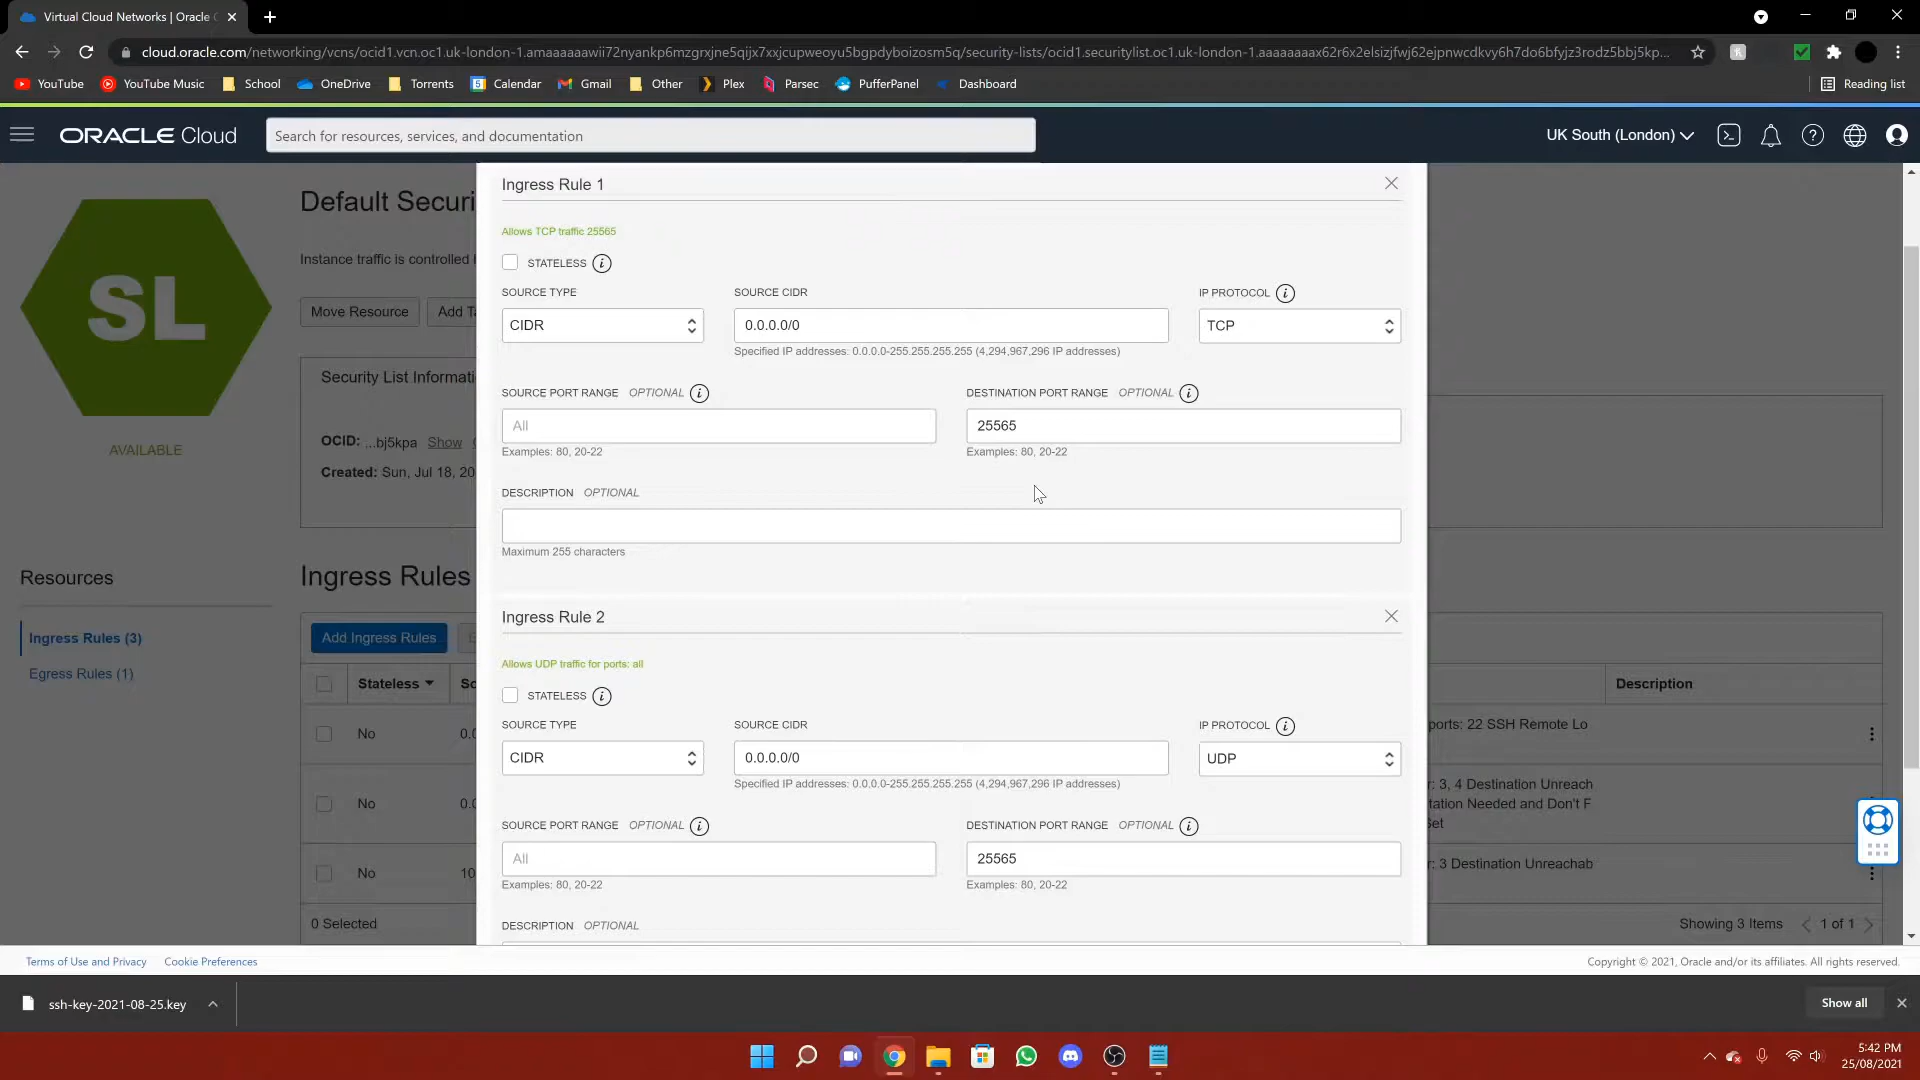 Virtual Cloud Networks | Oracle C
cloud.oracle.com/networking/vcns/ocid1.vcn.oc1.uk-london-1.amaaaaaawii72nyankp6mzgrxjne5qijx7xxjcupweoyu5bgpdyboizosm5q/security-lists/ocid1.securitylist.oc1.uk-london-1.aaaaaaaax62r6x2elsizjfwj62ejpnwcdkvy6h7do6bfyjz3rodz5bbj5kp...
YouTube YouTube Music School OneDrive Torrents Calendar Gmail Other Plex Parsec PufferPanel Dashboard Reading list
ORACLE Cloud Search for resources, services, and documentation UK South (London)
SL
AVAILABLE
Default Securi
Instance traffic is controlled
Move Resource Add Ta
Security List Informati
OCID: ...bj5kpa Show
Created: Sun, Jul 18, 20
Resources
Ingress Rules (3)
Egress Rules (1)
Ingress Rules
Add Ingress Rules
Stateless
No 0.0
No 0.0
No 10
0 Selected
Ingress Rule 1
Allows TCP traffic 25565
STATELESS
SOURCE TYPE SOURCE CIDR IP PROTOCOL
CIDR 0.0.0.0/0 TCP
Specified IP addresses: 0.0.0.0-255.255.255.255 (4,294,967,296 IP addresses)
SOURCE PORT RANGE OPTIONAL DESTINATION PORT RANGE OPTIONAL
All 25565
Examples: 80, 20-22 Examples: 80, 20-22
DESCRIPTION OPTIONAL
Maximum 255 characters
Ingress Rule 2
Allows UDP traffic for ports: all
STATELESS
SOURCE TYPE SOURCE CIDR IP PROTOCOL
CIDR 0.0.0.0/0 UDP
Specified IP addresses: 0.0.0.0-255.255.255.255 (4,294,967,296 IP addresses)
SOURCE PORT RANGE OPTIONAL DESTINATION PORT RANGE OPTIONAL
All 25565
Examples: 80, 20-22 Examples: 80, 20-22
DESCRIPTION OPTIONAL
Description
ports: 22 SSH Remote Lo
r: 3, 4 Destination Unreach
tation Needed and Don't F
Set
r: 3 Destination Unreachab
Showing 3 Items 1 of 1
Terms of Use and Privacy Cookie Preferences
Copyright © 2021, Oracle and/or its affiliates. All rights reserved.
ssh-key-2021-08-25.key
Show all
5:42 PM
25/08/2021